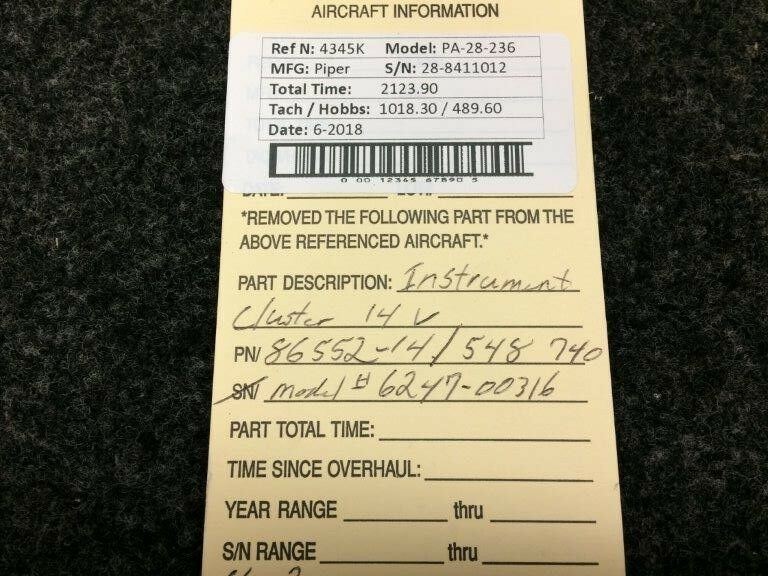 AIRCRAFT INFORMATION
Ref N: 4345K Model: PA-28-236
MFG: Piper S/N: 28-8411012
Total Time: 2123.90
Tach / Hobbs: 1018.30 / 489.60
Date: 6-2018
0 00 12345 67890 5
*REMOVED THE FOLLOWING PART FROM THE
ABOVE REFERENCED AIRCRAFT.*
PART DESCRIPTION: Instrument
Cluster 14 V
PN/ 86552-14/548 740
SN/ model # 6247-00316
PART TOTAL TIME:
TIME SINCE OVERHAUL:
YEAR RANGE thru
S/N RANGE thru